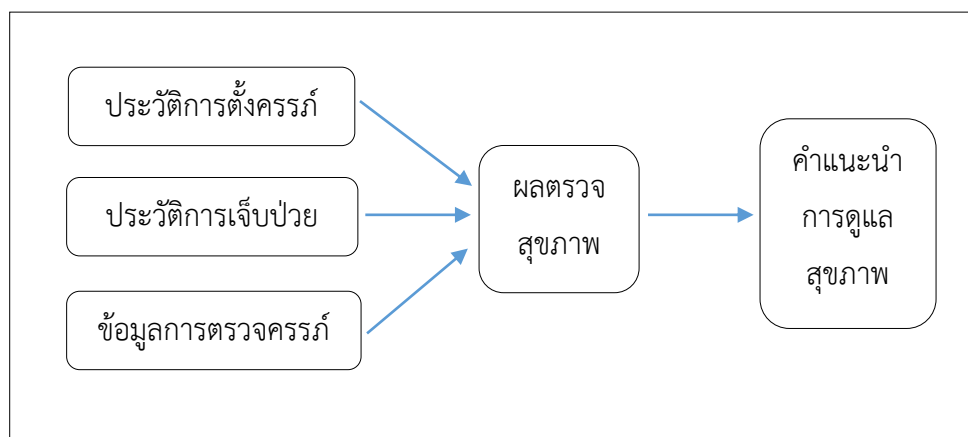 ประวัติการตั้งครรภ์
ประวัติการเจ็บป่วย
ข้อมูลการตรวจครรภ์
ผลตรวจ
สุขภาพ
คำแนะนำ
การดูแล
สุขภาพ